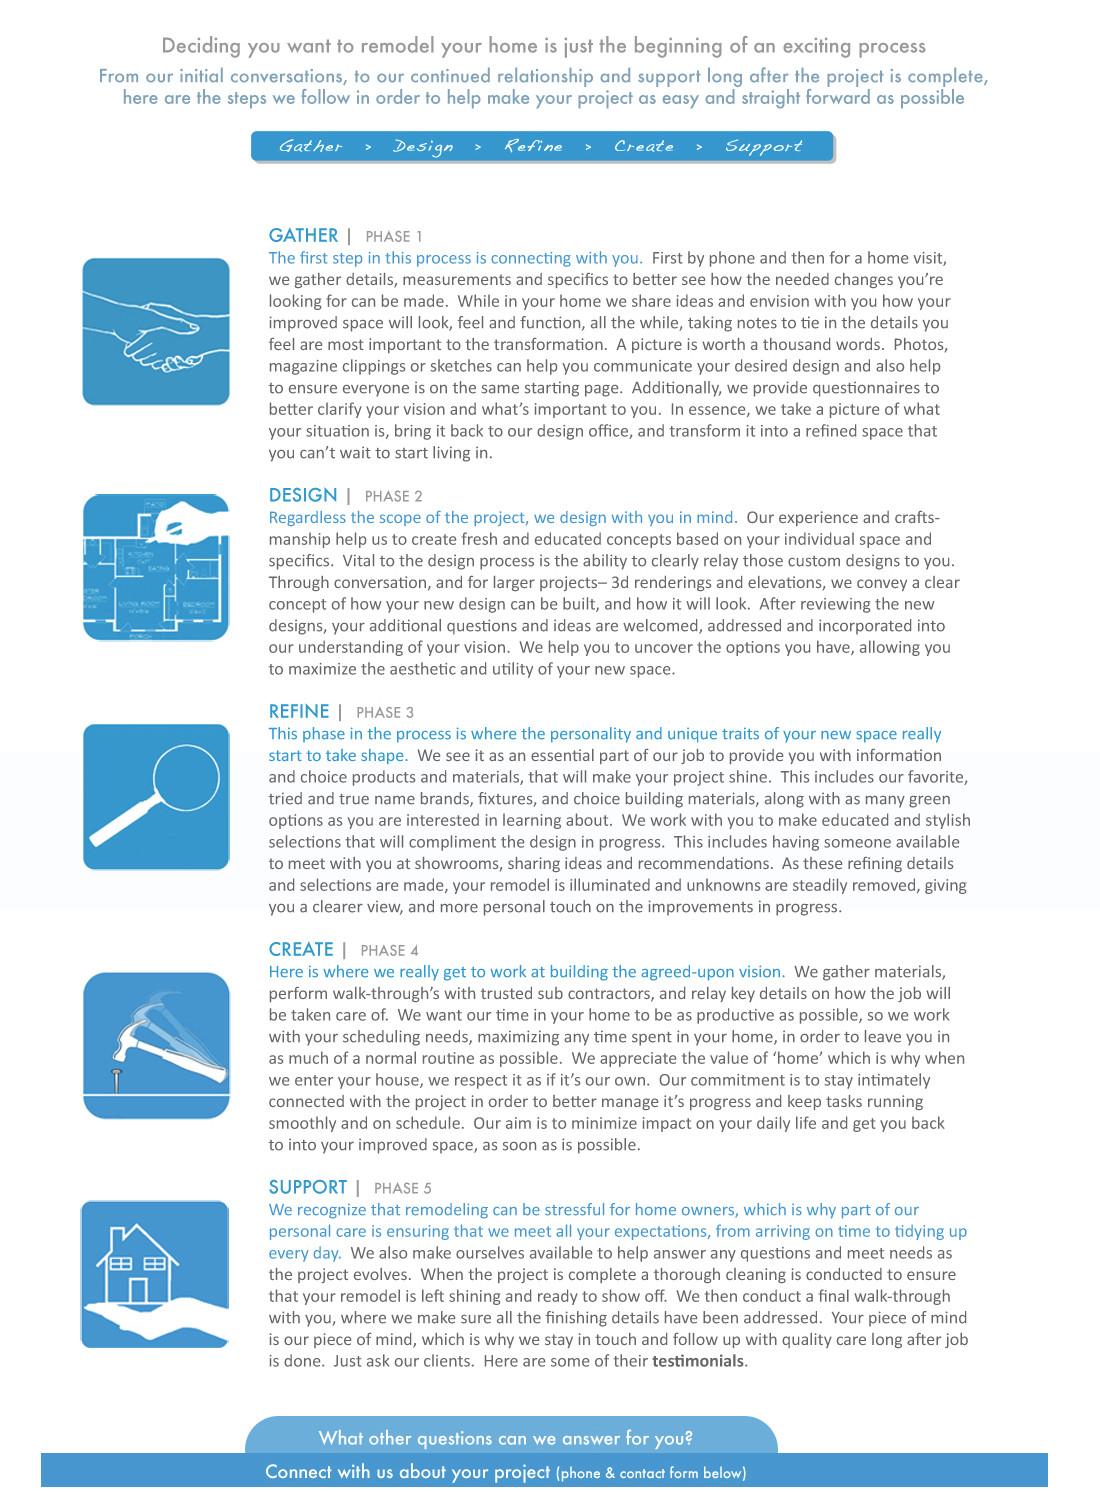 Deciding you want to remodel your home is just the beginning of an exciting process
From our initial conversations, to our continued relationship and support long after the project is complete,
here are the steps we follow in order to help make your project as easy and straight forward as possible
Gather > Design > Refine > Create > Support
GATHER | PHASE 1
The first step in this process is connecting with you. First by phone and then for a home visit,
we gather details, measurements and specifics to better see how the needed changes you're
looking for can be made. While in your home we share ideas and envision with you how your
improved space will look, feel and function, all the while, taking notes to tie in the details you
feel are most important to the transformation. A picture is worth a thousand words. Photos,
magazine clippings or sketches can help you communicate your desired design and also help
to ensure everyone is on the same starting page. Additionally, we provide questionnaires to
better clarify your vision and what's important to you. In essence, we take a picture of what
your situation is, bring it back to our design office, and transform it into a refined space that
you can't wait to start living in.
DESIGN | PHASE 2
Regardless the scope of the project, we design with you in mind. Our experience and crafts-
manship help us to create fresh and educated concepts based on your individual space and
specifics. Vital to the design process is the ability to clearly relay those custom designs to you.
Through conversation, and for larger projects– 3d renderings and elevations, we convey a clear
concept of how your new design can be built, and how it will look. After reviewing the new
designs, your additional questions and ideas are welcomed, addressed and incorporated into
our understanding of your vision. We help you to uncover the options you have, allowing you
to maximize the aesthetic and utility of your new space.
KITCHEN
EATING
LIVING ROOM
BEDROOM
PORCH
REFINE | PHASE 3
This phase in the process is where the personality and unique traits of your new space really
start to take shape. We see it as an essential part of our job to provide you with information
and choice products and materials, that will make your project shine. This includes our favorite,
tried and true name brands, fixtures, and choice building materials, along with as many green
options as you are interested in learning about. We work with you to make educated and stylish
selections that will compliment the design in progress. This includes having someone available
to meet with you at showrooms, sharing ideas and recommendations. As these refining details
and selections are made, your remodel is illuminated and unknowns are steadily removed, giving
you a clearer view, and more personal touch on the improvements in progress.
CREATE | PHASE 4
Here is where we really get to work at building the agreed-upon vision. We gather materials,
perform walk-through's with trusted sub contractors, and relay key details on how the job will
be taken care of. We want our time in your home to be as productive as possible, so we work
with your scheduling needs, maximizing any time spent in your home, in order to leave you in
as much of a normal routine as possible. We appreciate the value of 'home' which is why when
we enter your house, we respect it as if it's our own. Our commitment is to stay intimately
connected with the project in order to better manage it's progress and keep tasks running
smoothly and on schedule. Our aim is to minimize impact on your daily life and get you back
to into your improved space, as soon as is possible.
SUPPORT | PHASE 5
We recognize that remodeling can be stressful for home owners, which is why part of our
personal care is ensuring that we meet all your expectations, from arriving on time to tidying up
every day. We also make ourselves available to help answer any questions and meet needs as
the project evolves. When the project is complete a thorough cleaning is conducted to ensure
that your remodel is left shining and ready to show off. We then conduct a final walk-through
with you, where we make sure all the finishing details have been addressed. Your piece of mind
is our piece of mind, which is why we stay in touch and follow up with quality care long after job
is done. Just ask our clients. Here are some of their testimonials.
What other questions can we answer for you?
Connect with us about your project (phone & contact form below)